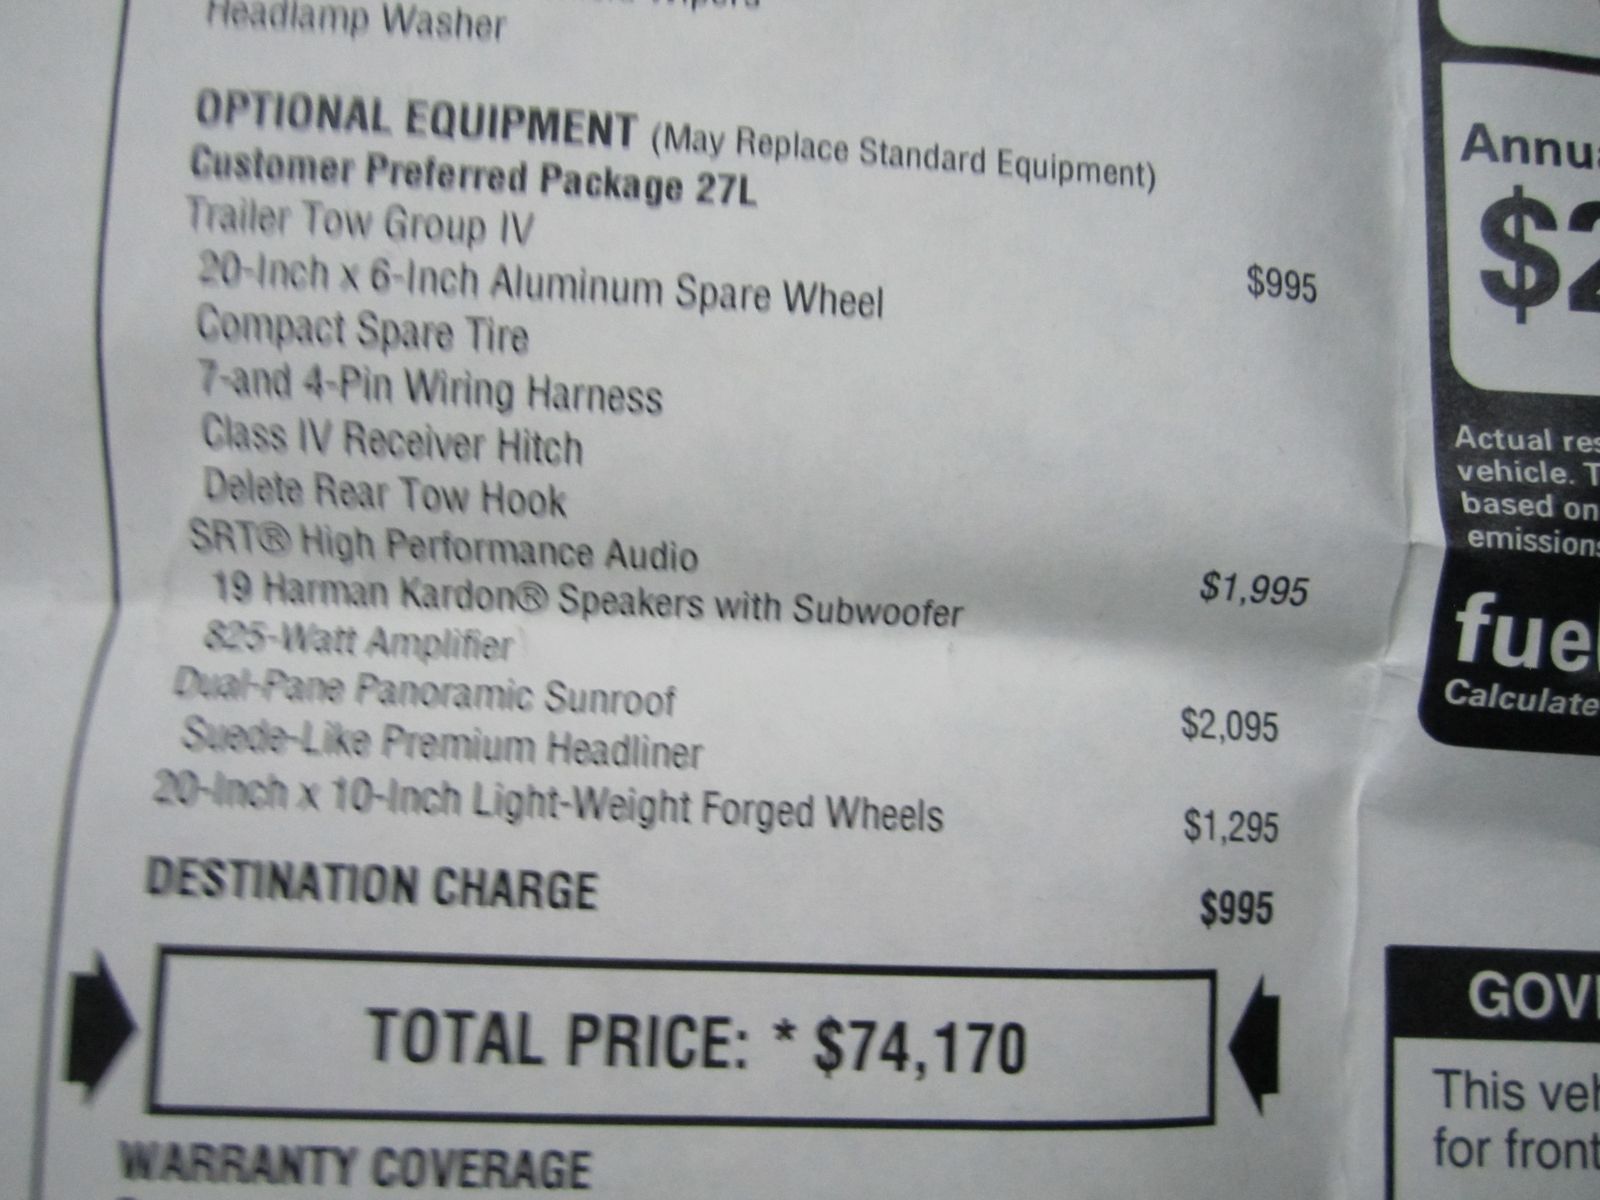 Headlamp Washer
OPTIONAL EQUIPMENT (May Replace Standard Equipment)
Customer Preferred Package 27L
Trailer Tow Group IV $995
20-Inch x 6-Inch Aluminum Spare Wheel
Compact Spare Tire
7-and 4-Pin Wiring Harness
Class IV Receiver Hitch
Delete Rear Tow Hook
SRT® High Performance Audio $1,995
19 Harman Kardon® Speakers with Subwoofer
825-Watt Amplifier
Dual-Pane Panoramic Sunroof $2,095
Suede-Like Premium Headliner
20-Inch x 10-Inch Light-Weight Forged Wheels $1,295
DESTINATION CHARGE $995
TOTAL PRICE: * $74,170
WARRANTY COVERAGE
Annu
$2
Actual res
vehicle. T
based on
emissions
fuel
Calculate
GOV
This veh
for front